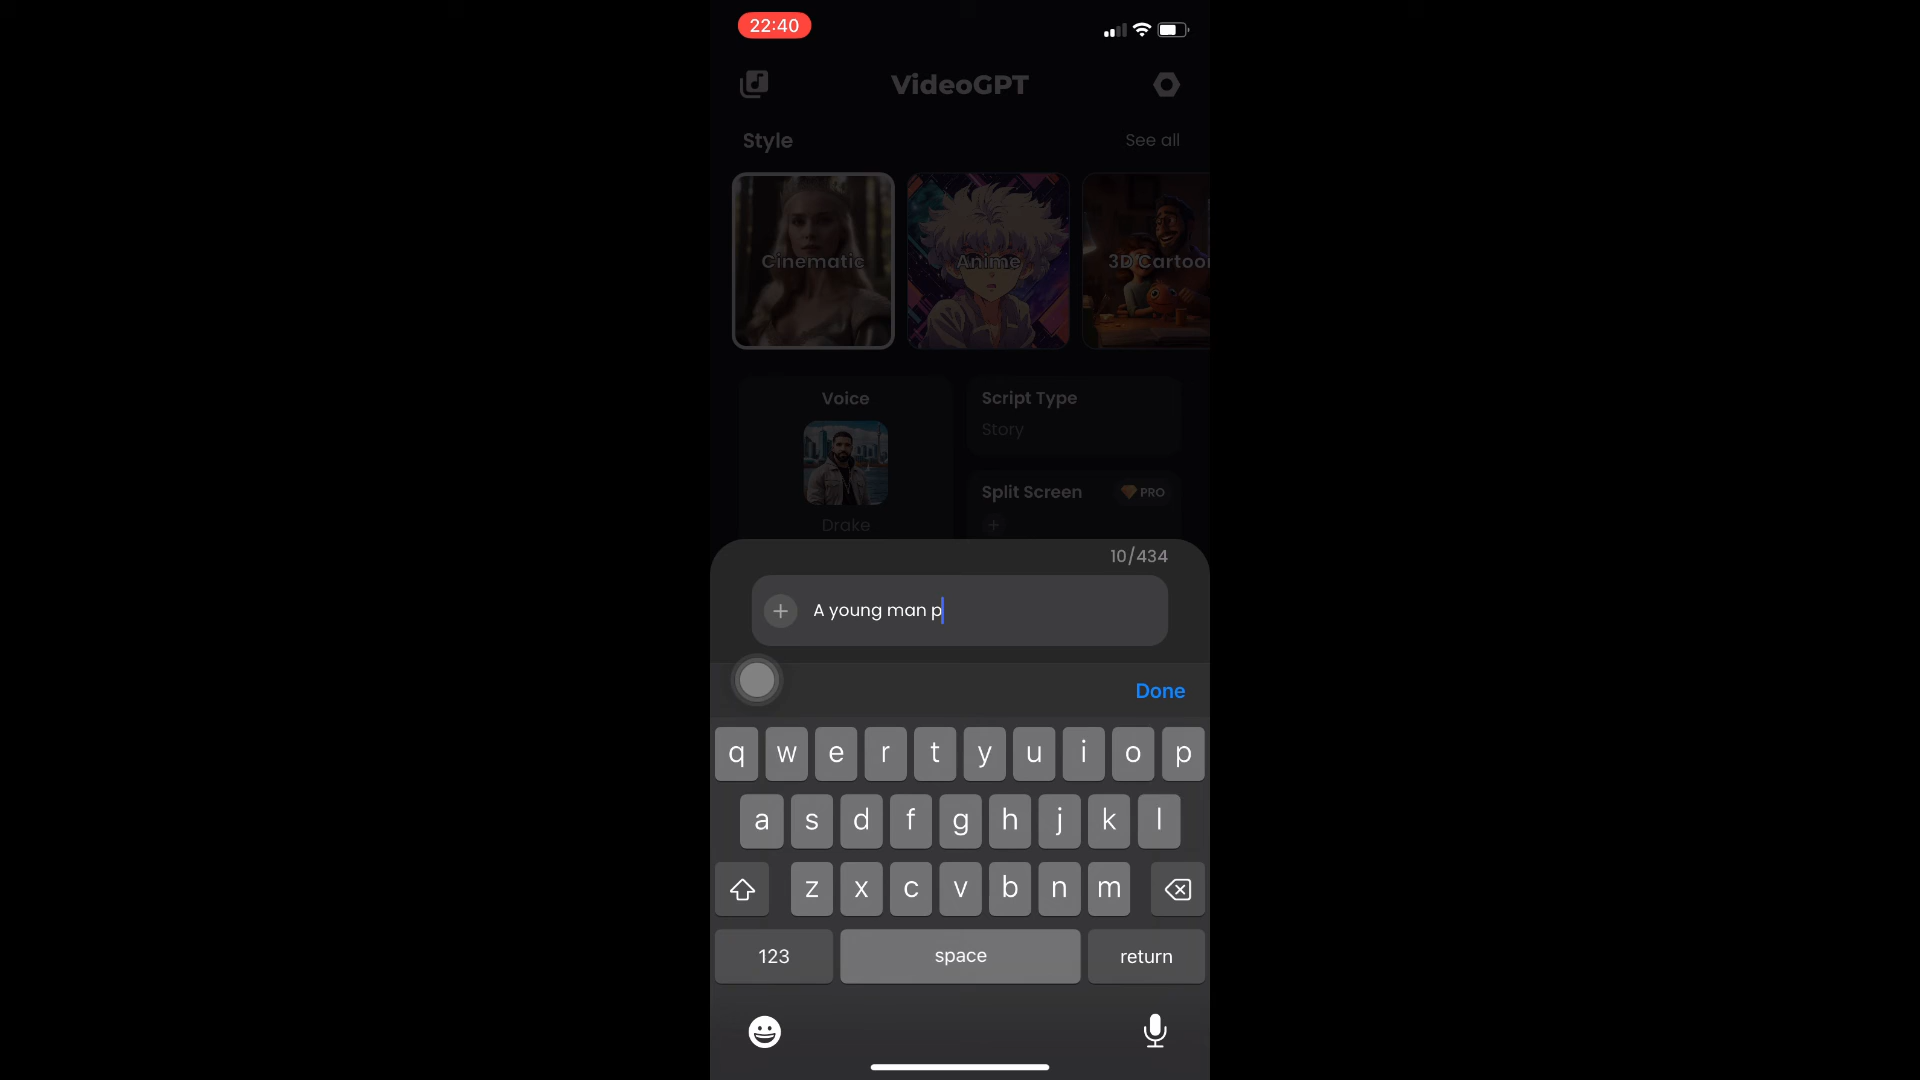 22:40
VideoGPT
Style
See all
Cinematic
Anime
3D Cartoon
Voice
Script Type
Story
Split Screen
PRO
Drake
10/434
A young man p
Done
q w e r t y u i o p
a s d f g h j k l
z x c v b n m
123 space return